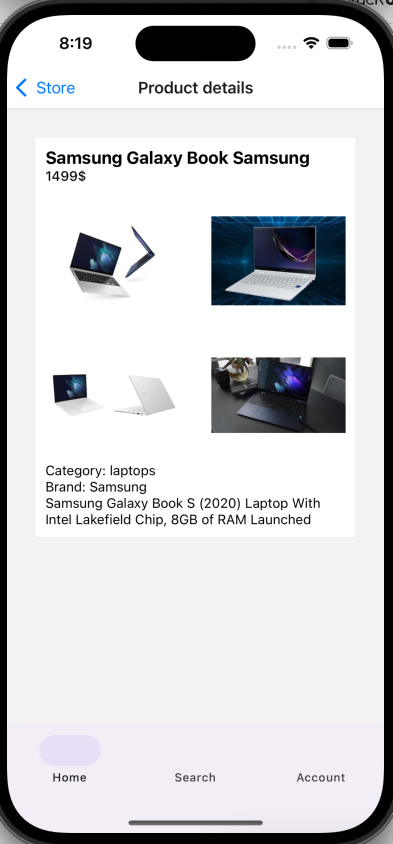 8:19
Store
Product details
Samsung Galaxy Book Samsung
1499$
Category: laptops
Brand: Samsung
Samsung Galaxy Book S (2020) Laptop With
Intel Lakefield Chip, 8GB of RAM Launched
Home
Search
Account